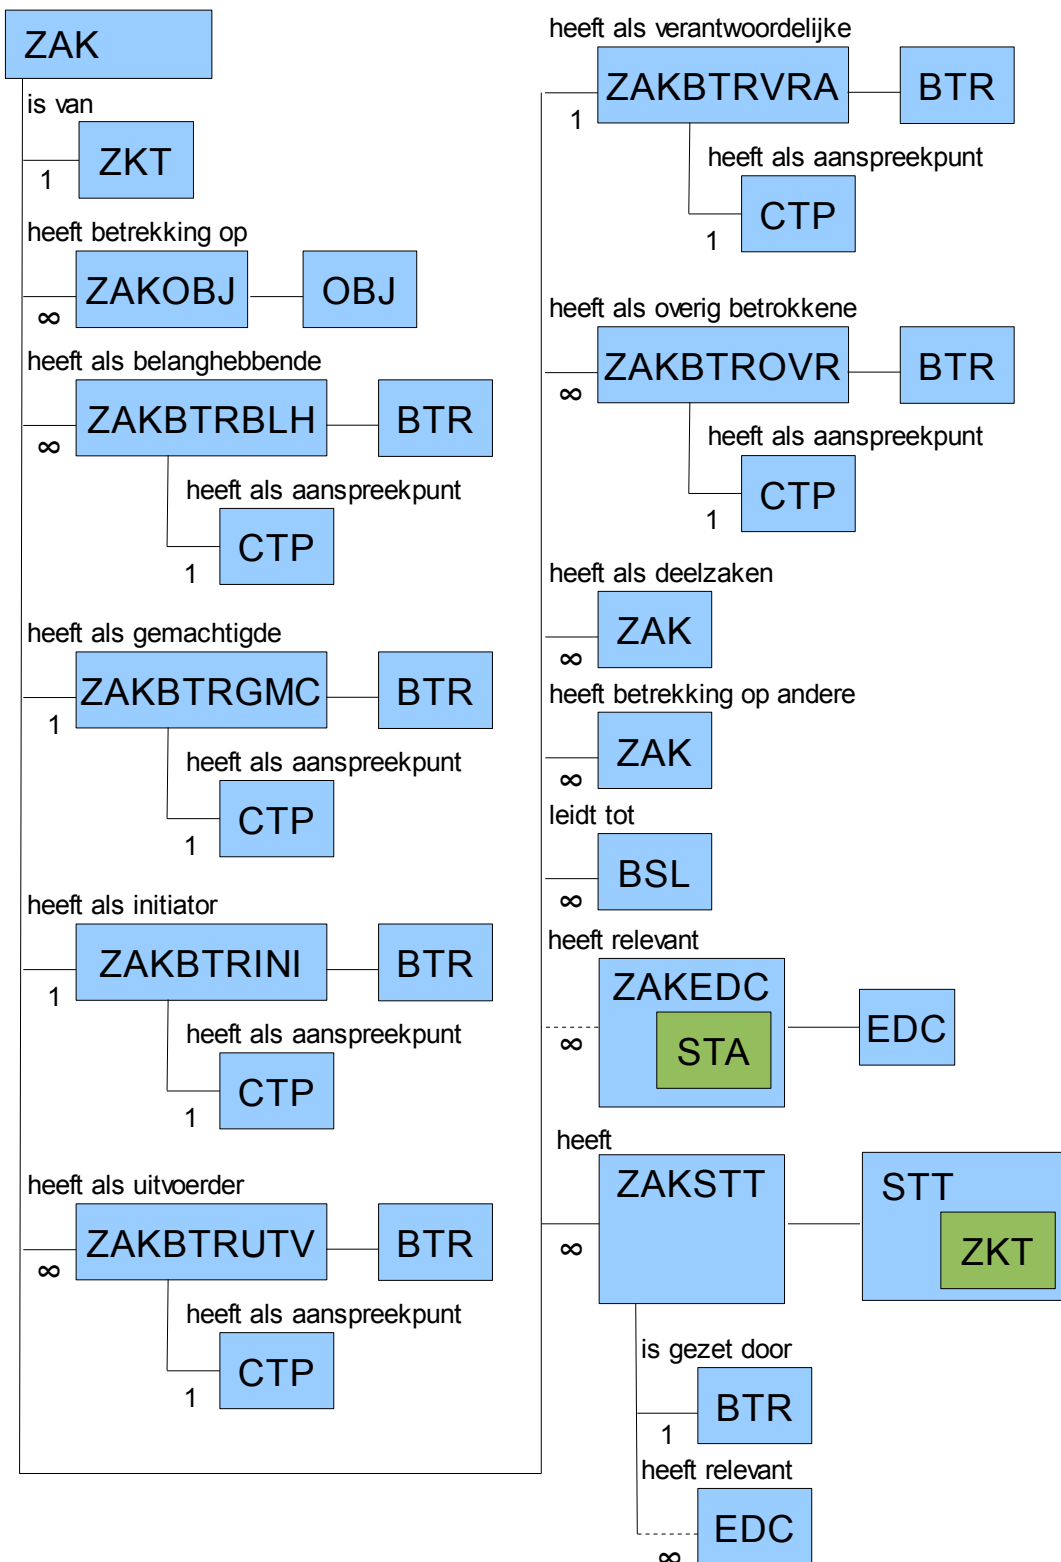 ZAK
is van
ZKT
1
heeft betrekking op
ZAKOBJ
OBJ
∞
heeft als belanghebbende
ZAKBTRBLH
BTR
∞
heeft als aanspreekpunt
CTP
1
heeft als gemachtigde
ZAKBTRGMC
BTR
1
heeft als aanspreekpunt
CTP
1
heeft als initiator
ZAKBTRINI
BTR
1
heeft als aanspreekpunt
CTP
1
heeft als uitvoerder
ZAKBTRUTV
BTR
∞
heeft als aanspreekpunt
CTP
1
heeft als verantwoordelijke
ZAKBTRVRA
BTR
1
heeft als aanspreekpunt
CTP
1
heeft als overig betrokkene
ZAKBTROVR
BTR
∞
heeft als aanspreekpunt
CTP
1
heeft als deelzaken
ZAK
∞
heeft betrekking op andere
ZAK
∞
leidt tot
BSL
∞
heeft relevant
ZAKEDC
STA
EDC
∞
heeft
ZAKSTT
STT
ZKT
∞
is gezet door
BTR
1
heeft relevant
EDC
∞